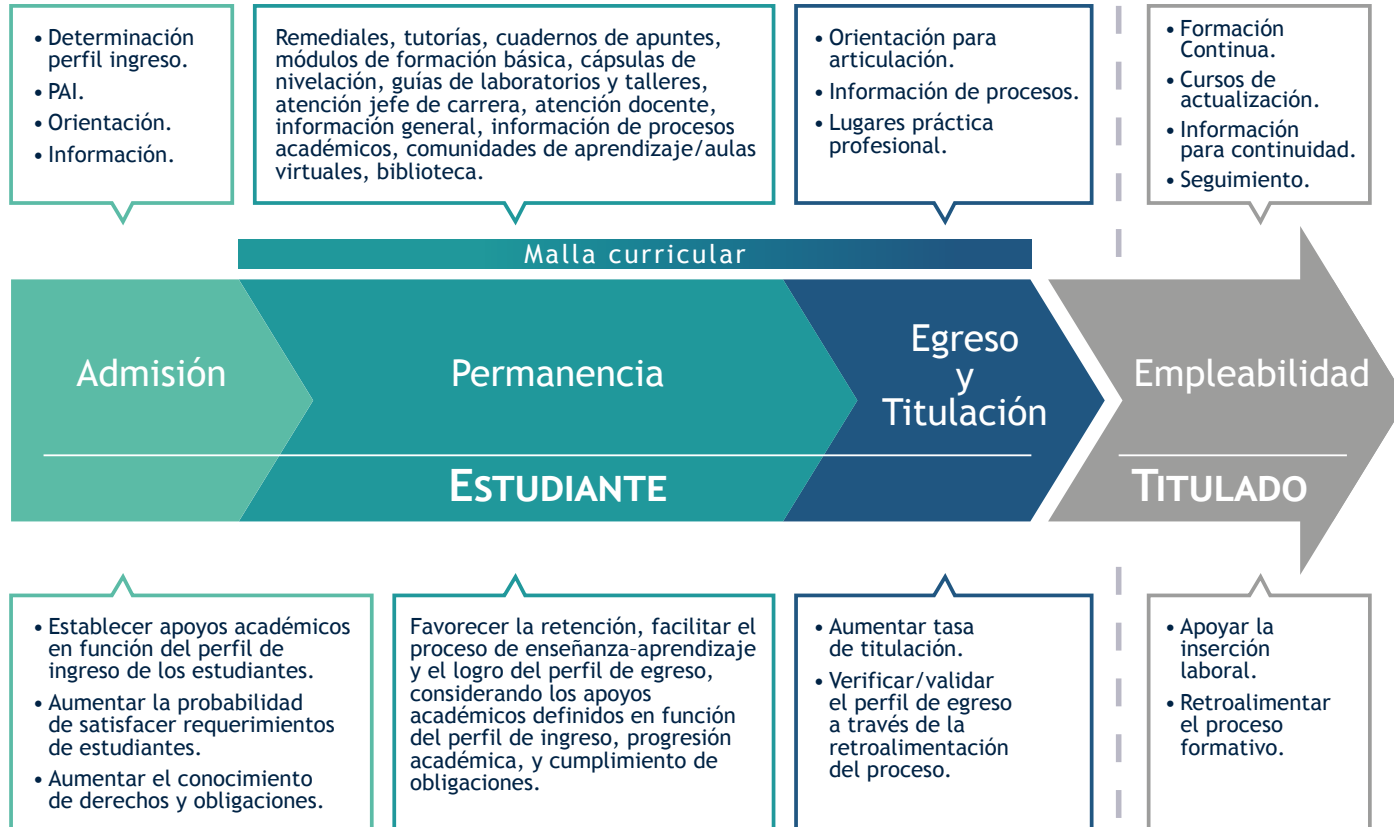 • Determinación
perfil ingreso.
• PAI.
• Orientación.
• Información.
Remediales, tutorías, cuadernos de apuntes,
módulos de formación básica, cápsulas de
nivelación, guías de laboratorios y talleres,
atención jefe de carrera, atención docente,
información general, información de procesos
académicos, comunidades de aprendizaje/aulas
virtuales, biblioteca.
• Orientación para
articulación.
• Información de procesos.
• Lugares práctica
profesional.
• Formación
Continua.
• Cursos de
actualización.
• Información
para continuidad.
• Seguimiento.
Malla curricular
Admisión
Permanencia
Egreso
y
Titulación
Empleabilidad
ESTUDIANTE
TITULADO
• Establecer apoyos académicos
en función del perfil de
ingreso de los estudiantes.
• Aumentar la probabilidad
de satisfacer requerimientos
de estudiantes.
• Aumentar el conocimiento
de derechos y obligaciones.
Favorecer la retención, facilitar el
proceso de enseñanza-aprendizaje
y el logro del perfil de egreso,
considerando los apoyos
académicos definidos en función
del perfil de ingreso, progresión
académica, y cumplimiento de
obligaciones.
• Aumentar tasa
de titulación.
• Verificar/validar
el perfil de egreso
a través de la
retroalimentación
del proceso.
• Apoyar la
inserción
laboral.
• Retroalimentar
el proceso
formativo.